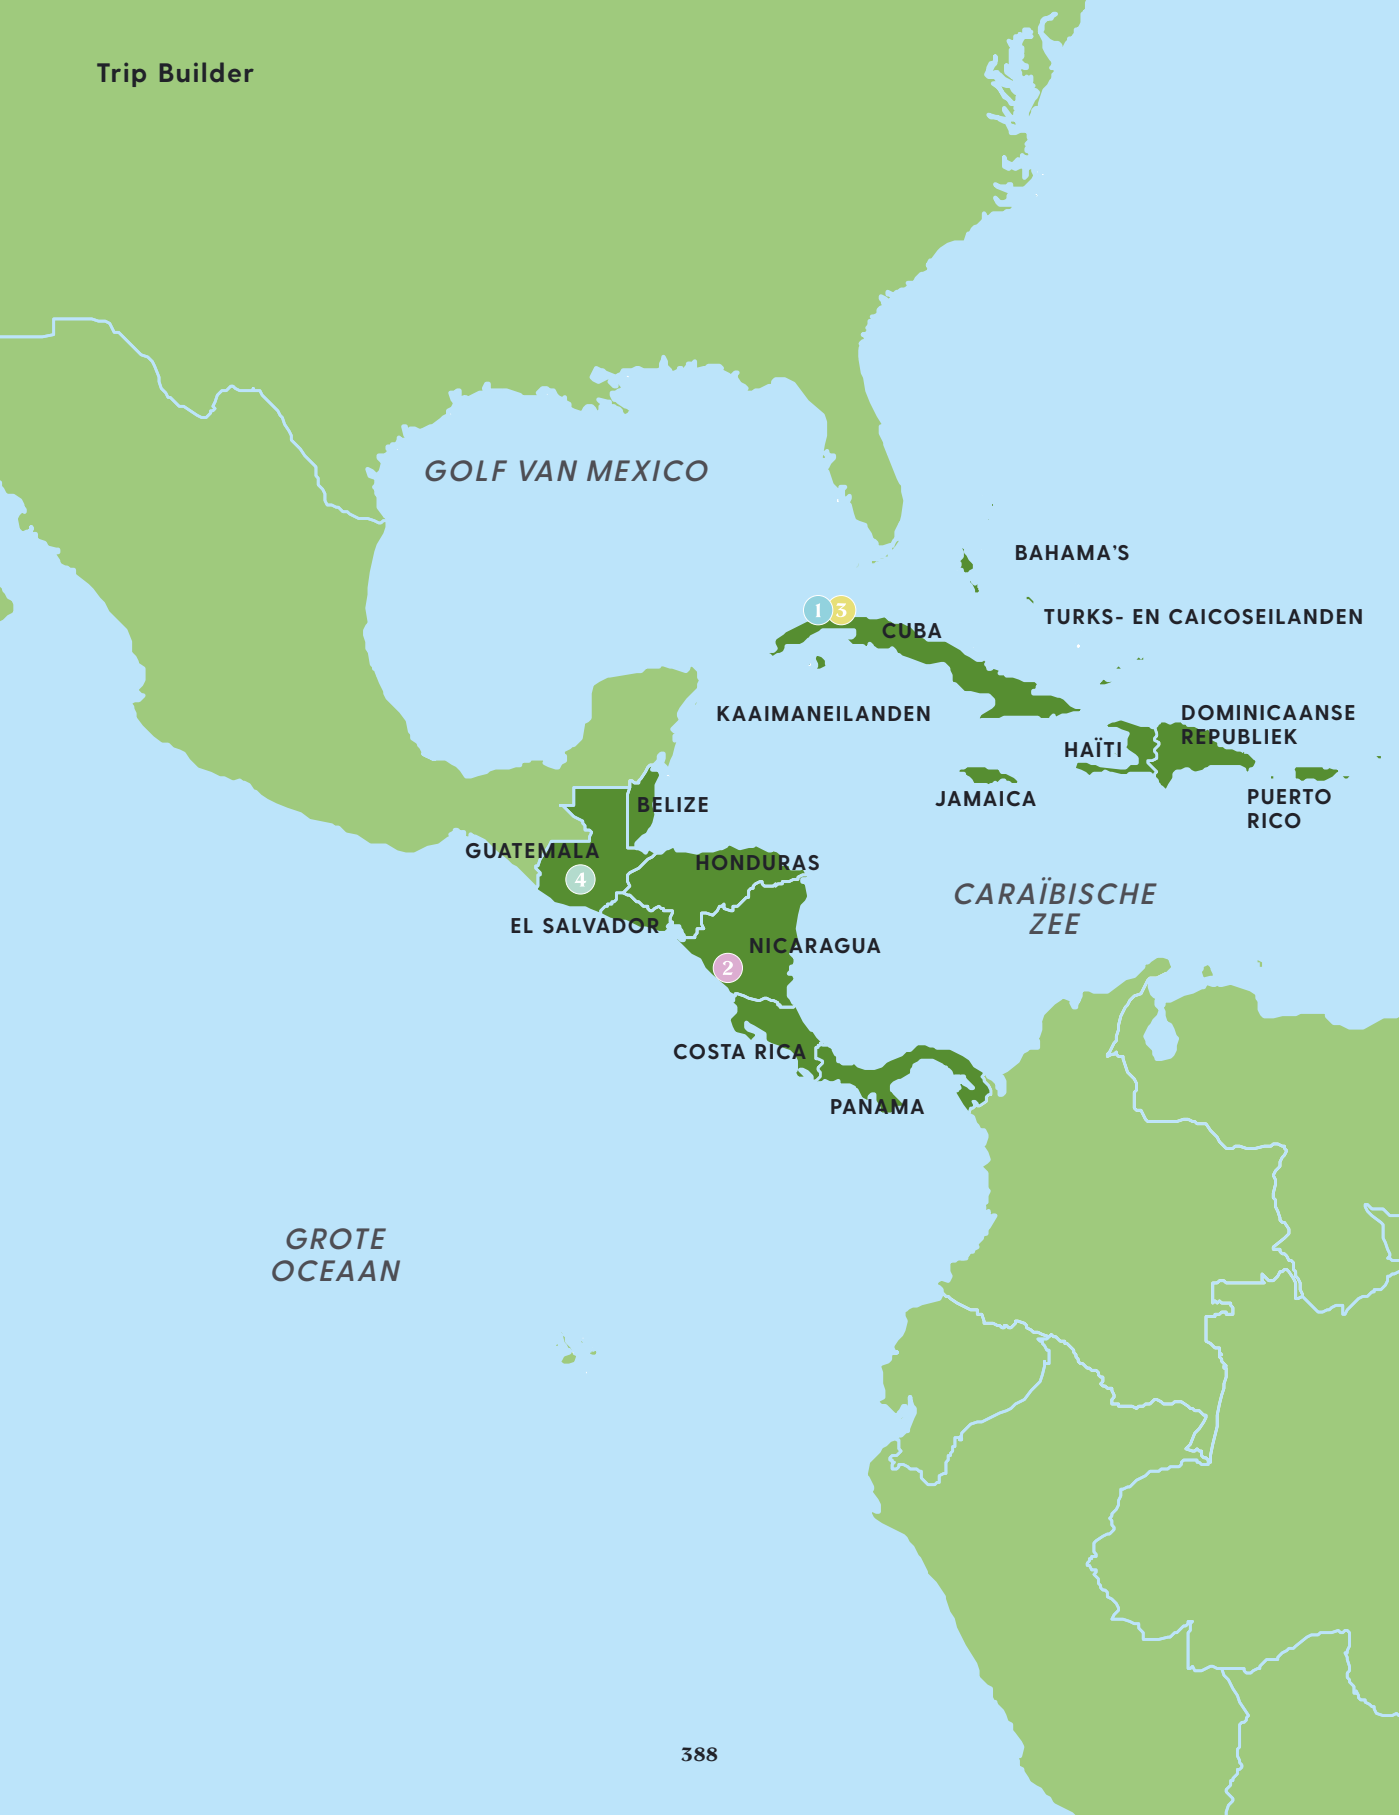 Trip Builder
GOLF VAN MEXICO
BAHAMA'S
1
3
TURKS- EN CAICOSEILANDEN
CUBA
KAAIMANEILANDEN
DOMINICAANSE
REPUBLIEK
HAÏTI
JAMAICA
PUERTO
RICO
BELIZE
GUATEMALA
HONDURAS
4
CARAÏBISCHE
ZEE
EL SALVADOR
NICARAGUA
2
COSTA RICA
PANAMA
GROTE
OCEAAN
388